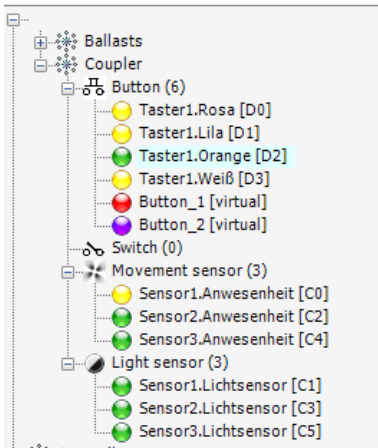 Ballasts
Coupler
Button (6)
Taster1.Rosa [D0]
Taster1.Lila [D1]
Taster1.Orange [D2]
Taster1.Weiß [D3]
Button_1 [virtual]
Button_2 [virtual]
Switch (0)
Movement sensor (3)
Sensor1.Anwesenheit [C0]
Sensor2.Anwesenheit [C2]
Sensor3.Anwesenheit [C4]
Light sensor (3)
Sensor1.Lichtsensor [C1]
Sensor2.Lichtsensor [C3]
Sensor3.Lichtsensor [C5]